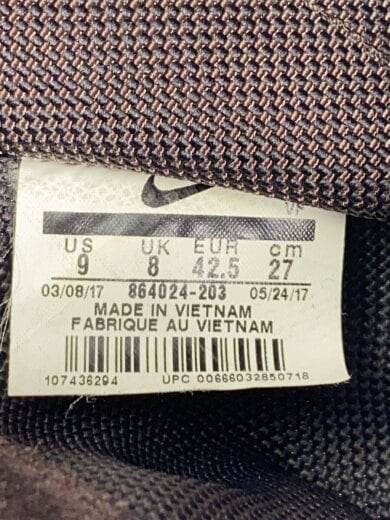 US UK EUR cm
9 8 42.5 27
03/08/17 864024-203 05/24/17
MADE IN VIETNAM
FABRIQUE AU VIETNAM
107436294 UPC 00666032850718